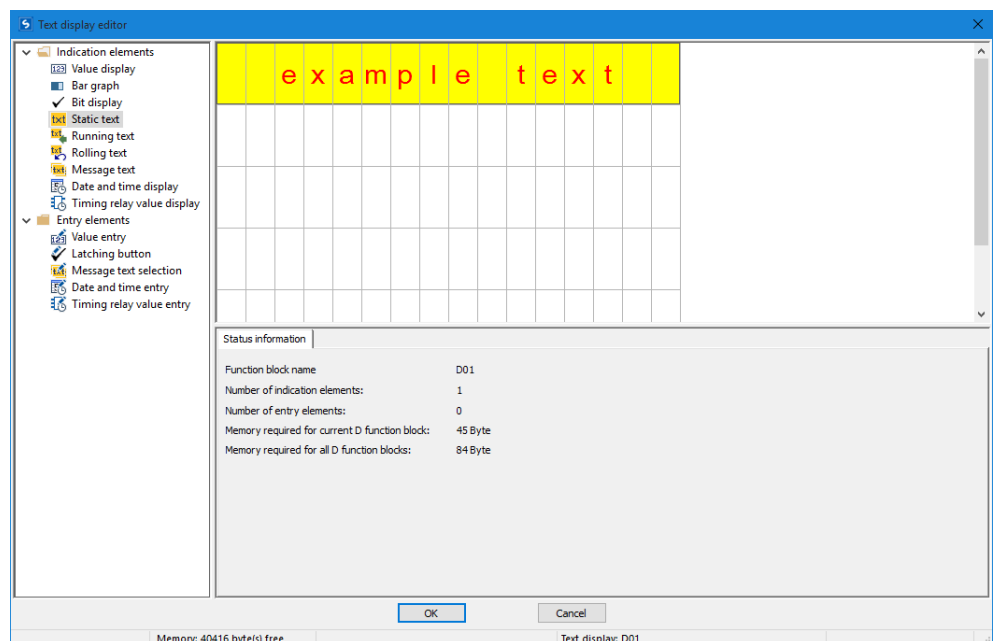 Text display editor
Indication elements
Value display
Bar graph
Bit display
Static text
Running text
Rolling text
Message text
Date and time display
Timing relay value display
Entry elements
Value entry
Latching button
Message text selection
Date and time entry
Timing relay value entry
example text
Status information
Function block name D01
Number of indication elements: 1
Number of entry elements: 0
Memory required for current D function block: 45 Byte
Memory required for all D function blocks: 84 Byte
OK Cancel
Memory: 40416 byte(s) free Text display: D01